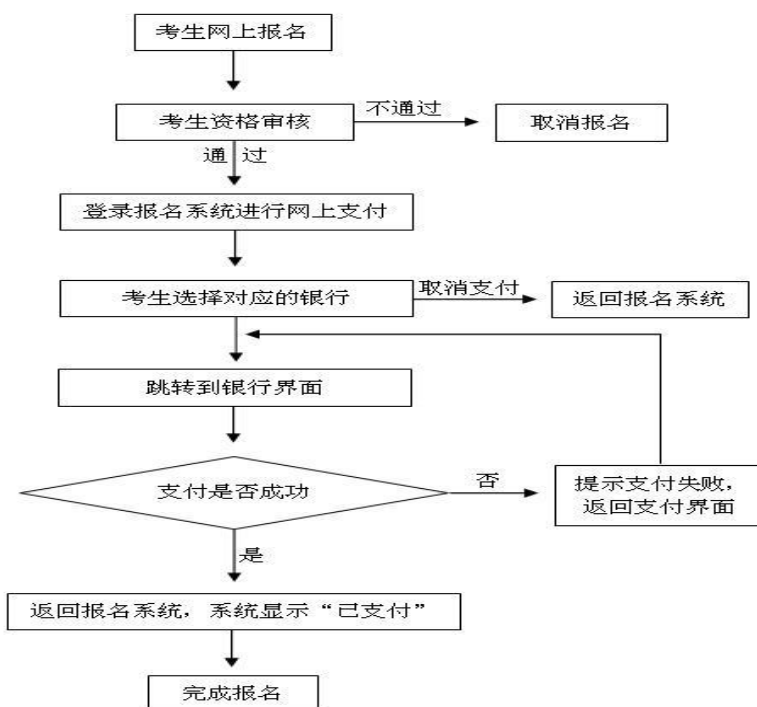 考生网上报名
考生资格审核
不通过
取消报名
通 过
登录报名系统进行网上支付
考生选择对应的银行
取消支付
返回报名系统
跳转到银行界面
支付是否成功
否
提示支付失败，
返回支付界面
是
返回报名系统，系统显示“已支付”
完成报名